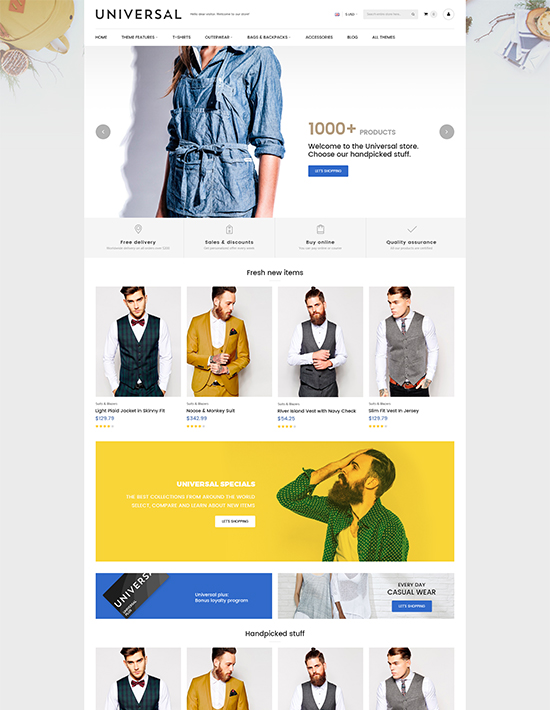 UNIVERSAL
Hello dear visitor. Welcome to our store!
$ USD
HOME
THEME FEATURES
T-SHIRTS
OUTERWEAR
BAGS & BACKPACKS
ACCESSORIES
BLOG
ALL THEMES
1000+ PRODUCTS
Welcome to the Universal store.
Choose our handpicked stuff.
LET'S SHOPPING
Free delivery
Sales & discounts
Get personalized offer every week
Buy online
Quality assurance
Fresh new items
Suits & Blazers
Light Plaid Jacket in Skinny Fit
$129.79
Suits & Blazers
Noose & Monkey Suit
$342.99
Suits & Blazers
River Island Vest with Navy Check
$54.25
Suits & Blazers
Slim Fit Vest In Jersey
$129.79
UNIVERSAL SPECIALS
THE BEST COLLECTIONS FROM AROUND THE WORLD
SELECT, COMPARE AND LEARN ABOUT NEW ITEMS
LET'S SHOPPING
UNIVERSAL
Universal plus:
Bonus loyalty program
EVERY DAY
CASUAL WEAR
LET'S SHOPPING
Handpicked stuff